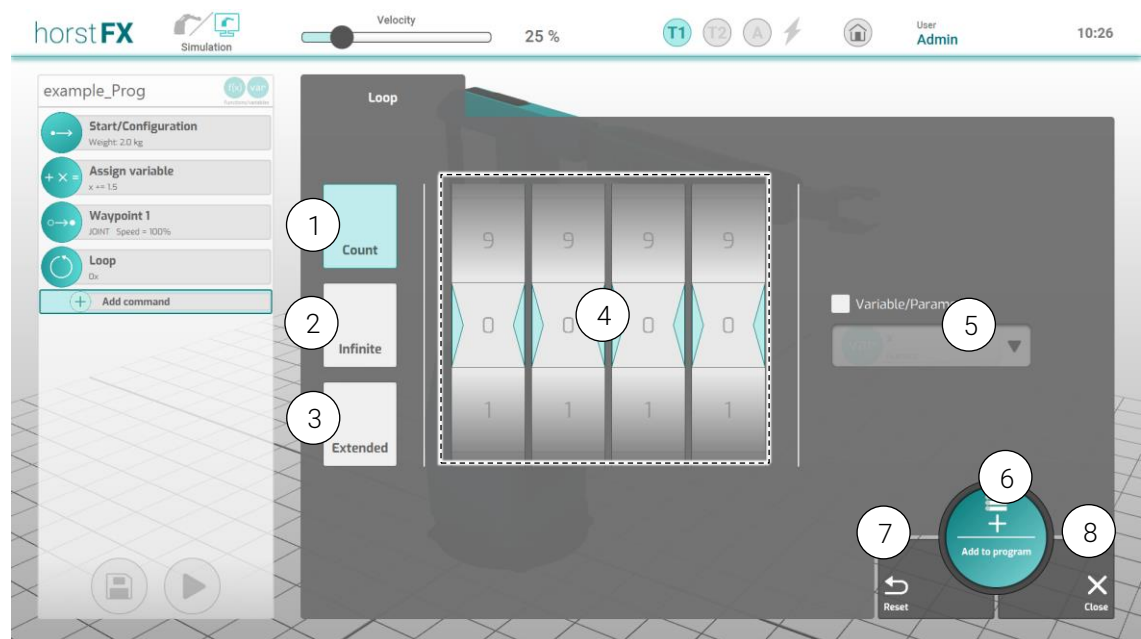 horstFX
Simulation
Velocity
25 %
T1
T2
A
User
Admin
10:26
example_Prog
f(x)
var
Functions/variables
Start/Configuration
Weight: 2.0 kg
+ × =
Assign variable
x += 1.5
Waypoint 1
JOINT Speed = 100%
Loop
0x
+ Add command
Loop
1
Count
2
Infinite
3
Extended
9 9 9 9
0 0 0 0
4
1 1 1 1
Variable/Param
5
6
+
Add to program
7
Reset
8
Close